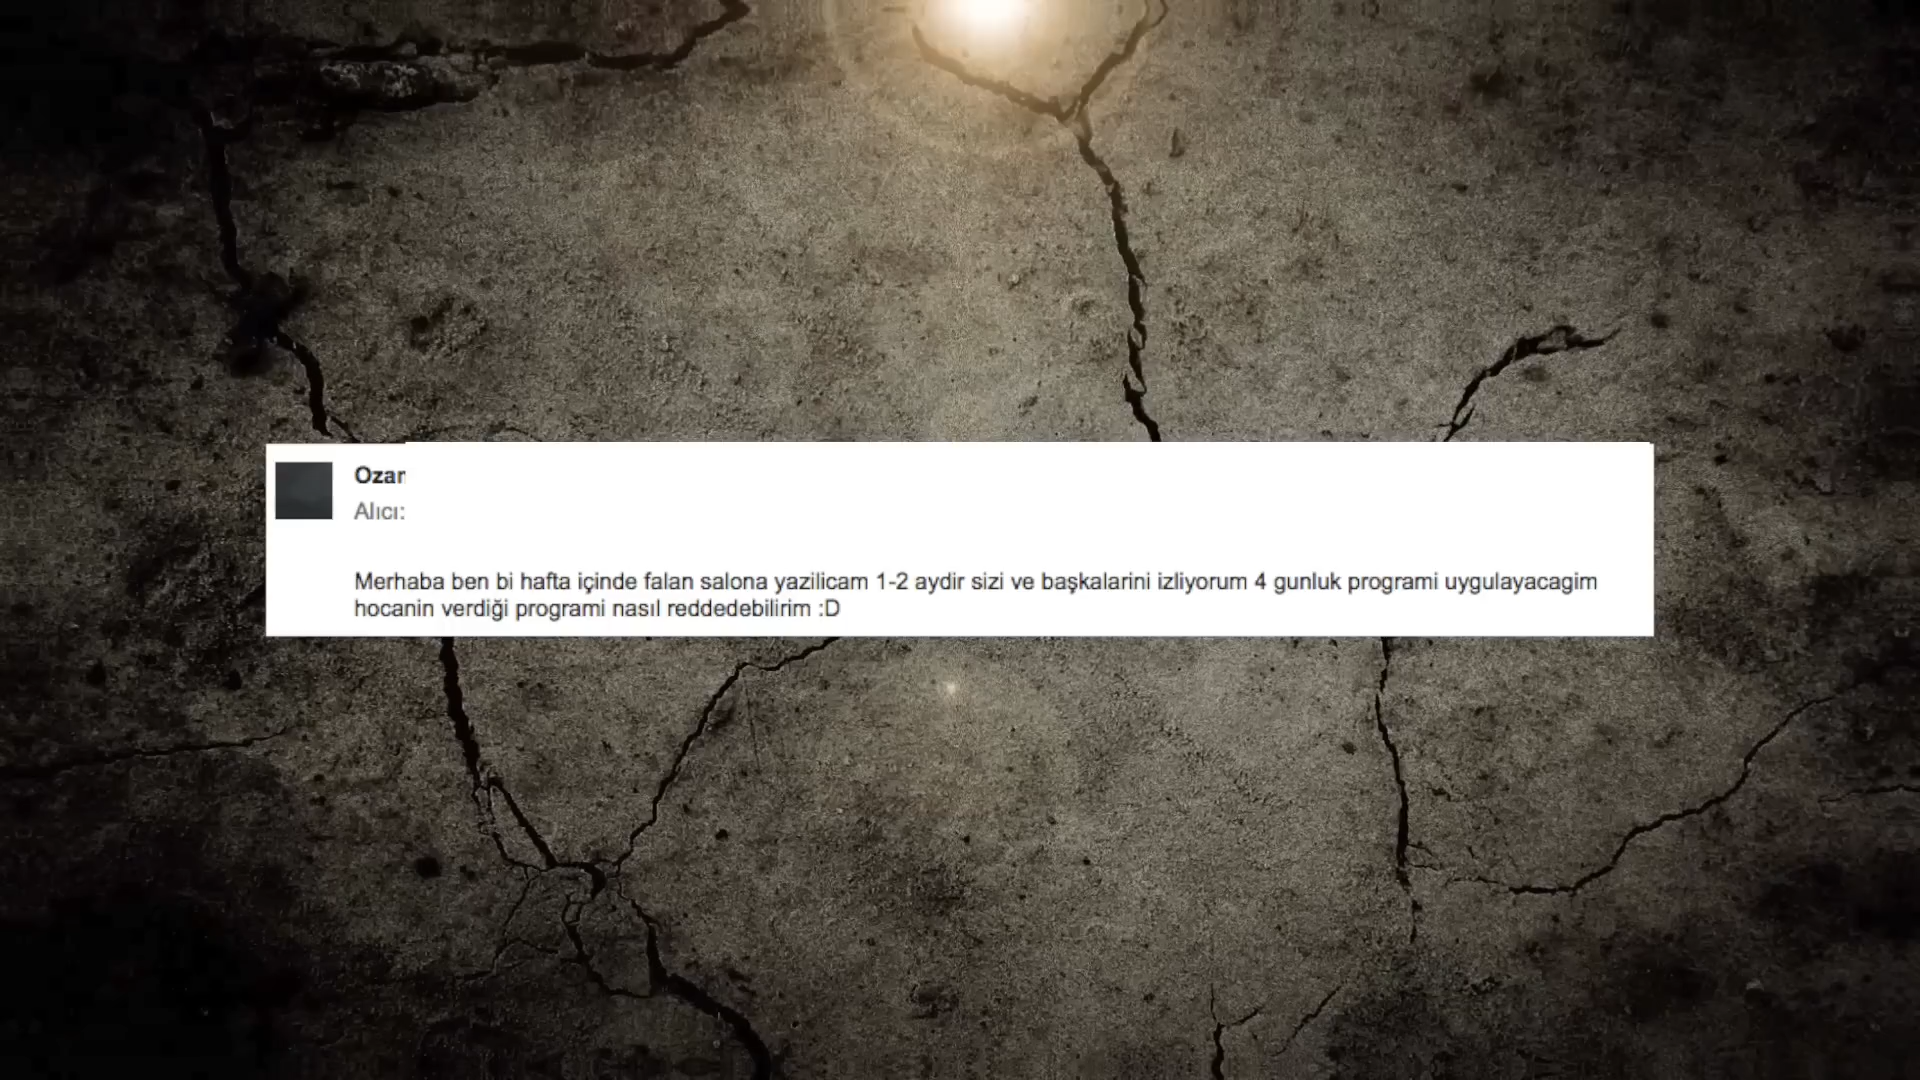 Ozar
Alıcı:
Merhaba ben bi hafta içinde falan salona yazilicam 1-2 aydir sizi ve başkalarini izliyorum 4 gunluk programi uygulayacagim
hocanin verdiği programi nasıl reddedebilirim :D